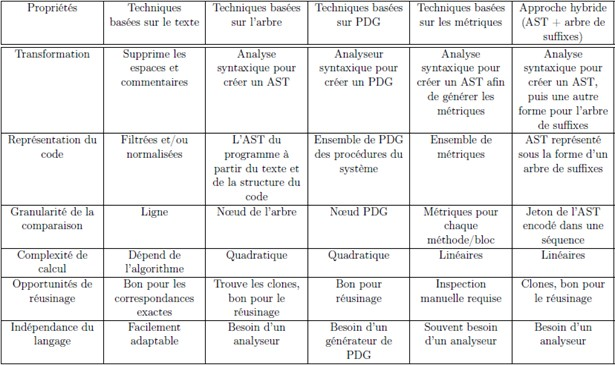 Propriétés
Techniques
basées sur le texte
Techniques basées
sur l'arbre
Techniques basées
sur PDG
Techniques basées
sur les métriques
Approche hybride
(AST + arbre de
suffixes)
Transformation
Supprime les
espaces et
commentaires
Analyse
syntaxique pour
créer un AST
Analyseur
syntaxique pour
créer un PDG
Analyse
syntaxique pour
créer un AST afin
de générer les
métriques
Analyse
syntaxique pour
créer un AST,
puis une autre
forme pour l'arbre
de suffixes
Représentation du
code
Filtrées et/ou
normalisées
L'AST du
programme à
partir du texte et
de la structure du
code
Ensemble de PDG
des procédures du
système
Ensemble de
métriques
AST représenté
sous la forme d'un
arbre de suffixes
Granularité de la
comparaison
Ligne
Nœud de l'arbre
Nœud PDG
Métriques pour
chaque
méthode/bloc
Jeton de l'AST
encodé dans une
séquence
Complexité de
calcul
Dépend de
l'algorithme
Quadratique
Quadratique
Linéaires
Linéaires
Opportunités de
réusinage
Bon pour les
correspondances
exactes
Trouve les clones,
bon pour le
réusinage
Bon pour
réusinage
Inspection
manuelle requise
Clones, bon pour
le réusinage
Indépendance du
langage
Facilement
adaptable
Besoin d'un
analyseur
Besoin d'un
générateur de
PDG
Souvent besoin
d'un analyseur
Besoin d'un
analyseur